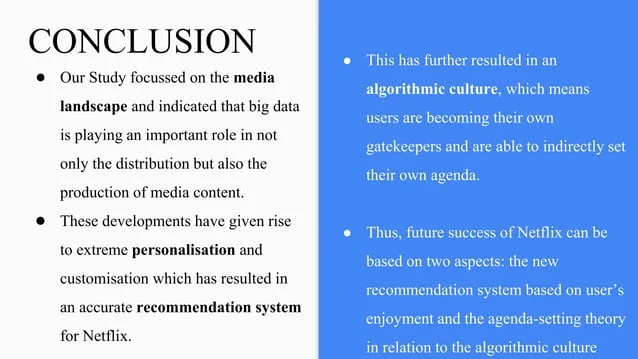 CONCLUSION
● Our Study focussed on the media
landscape and indicated that big data
is playing an important role in not
only the distribution but also the
production of media content.
● These developments have given rise
to extreme personalisation and
customisation which has resulted in
an accurate recommendation system
for Netflix.
● This has further resulted in an
algorithmic culture, which means
users are becoming their own
gatekeepers and are able to indirectly set
their own agenda.
● Thus, future success of Netflix can be
based on two aspects: the new
recommendation system based on user’s
enjoyment and the agenda-setting theory
in relation to the algorithmic culture